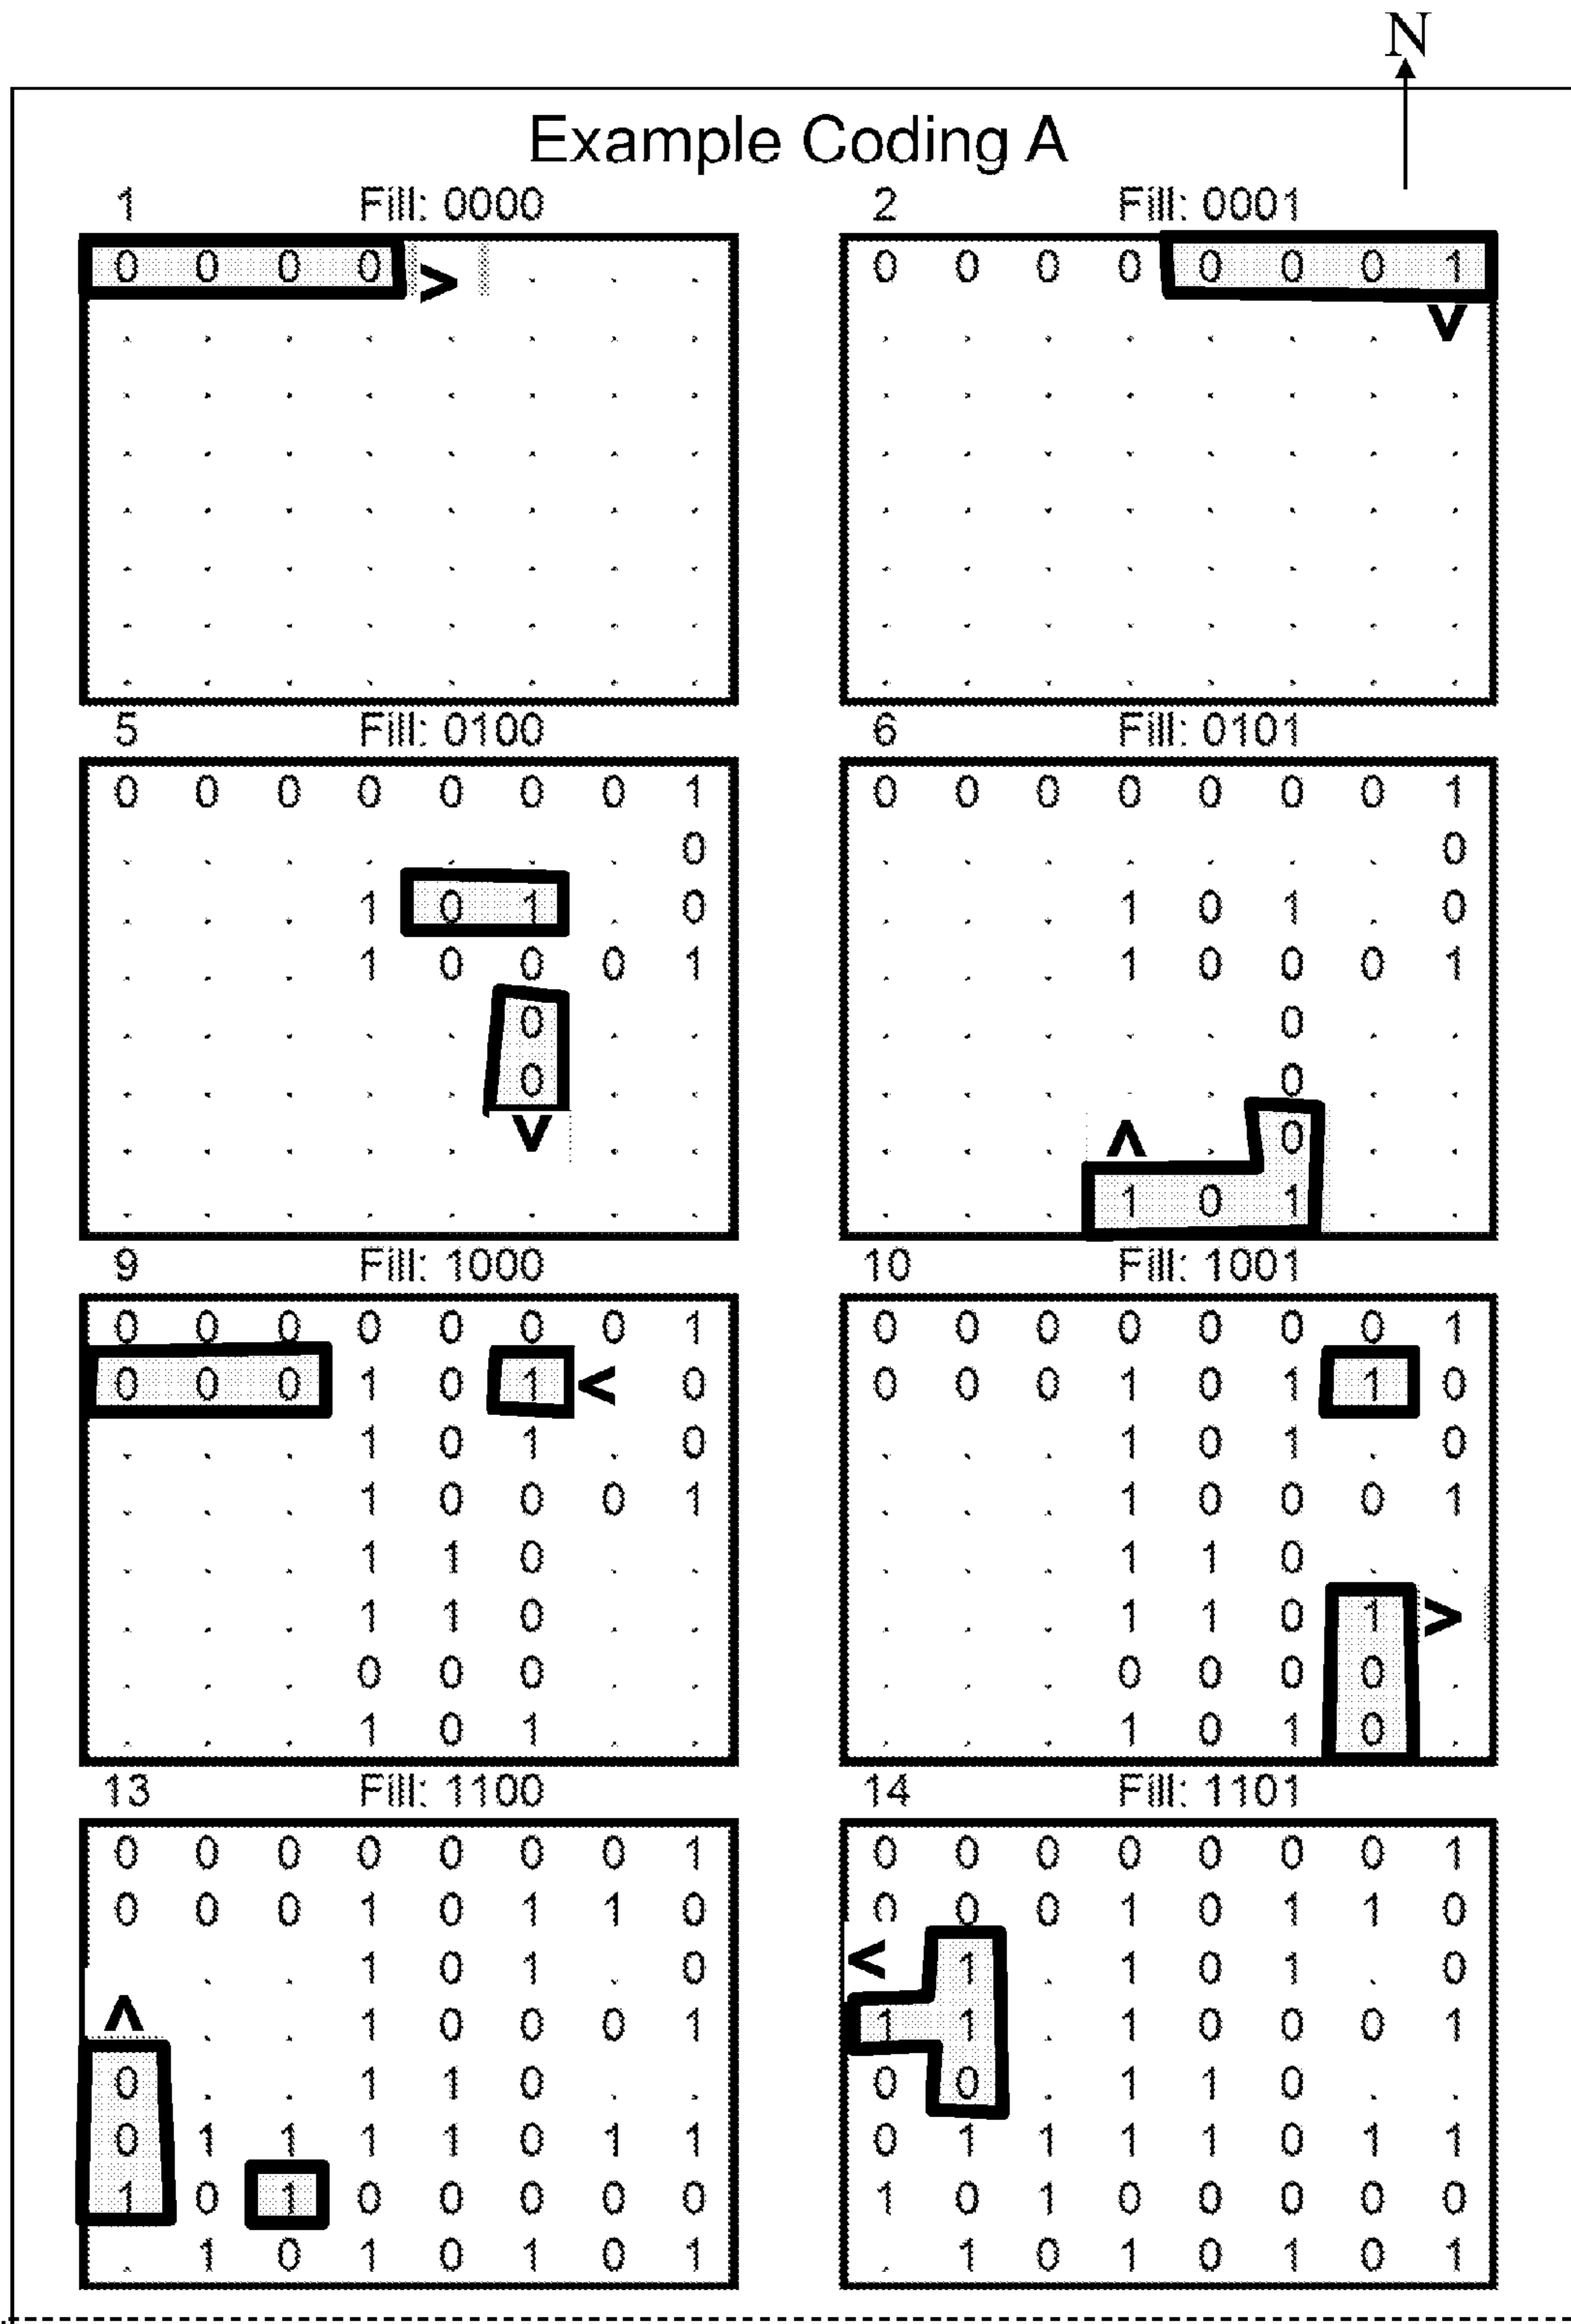 N
Example Coding A
1 Fill: 0000
0 0 0 0 > . .
. . . . . . . .
. . . . . . . .
. . . . . . . .
. . . . . . . .
. . . . . . . .
. . . . . . . .
. . . . . . . .
2 Fill: 0001
0 0 0 0 0 0 0 1
. . . . . . . V
. . . . . . . .
. . . . . . . .
. . . . . . . .
. . . . . . . .
. . . . . . . .
. . . . . . . .
5 Fill: 0100
0 0 0 0 0 0 0 1
. . . . . . . 0
. . . 1 0 1 . 0
. . . 1 0 0 0 1
. . . . . 0 . .
. . . . . 0 . .
. . . . . V . .
. . . . . . . .
6 Fill: 0101
0 0 0 0 0 0 0 1
. . . . . . . 0
. . . 1 0 1 . 0
. . . 1 0 0 0 1
. . . . . 0 . .
. . . . . 0 . .
. . . Λ . 0 . .
. . . 1 0 1 . .
9 Fill: 1000
0 0 0 0 0 0 0 1
0 0 0 1 0 1 < 0
. . . 1 0 1 . 0
. . . 1 0 0 0 1
. . . 1 1 0 . .
. . . 1 1 0 . .
. . . 0 0 0 . .
. . . 1 0 1 . .
10 Fill: 1001
0 0 0 0 0 0 0 1
0 0 0 1 0 1 1 0
. . . 1 0 1 . 0
. . . 1 0 0 0 1
. . . 1 1 0 . .
. . . 1 1 0 1 >
. . . 0 0 0 0 .
. . . 1 0 1 0 .
13 Fill: 1100
0 0 0 0 0 0 0 1
0 0 0 1 0 1 1 0
. . 1 0 1 . 0
Λ . . 1 0 0 0 1
0 . . 1 1 0 . .
0 1 1 1 1 0 1 1
1 0 1 0 0 0 0 0
. 1 0 1 0 1 0 1
14 Fill: 1101
0 0 0 0 0 0 0 1
0 0 0 1 0 1 1 0
< 1 . 1 0 1 . 0
1 1 . 1 0 0 0 1
0 0 . 1 1 0 . .
0 1 1 1 1 0 1 1
1 0 1 0 0 0 0 0
. 1 0 1 0 1 0 1